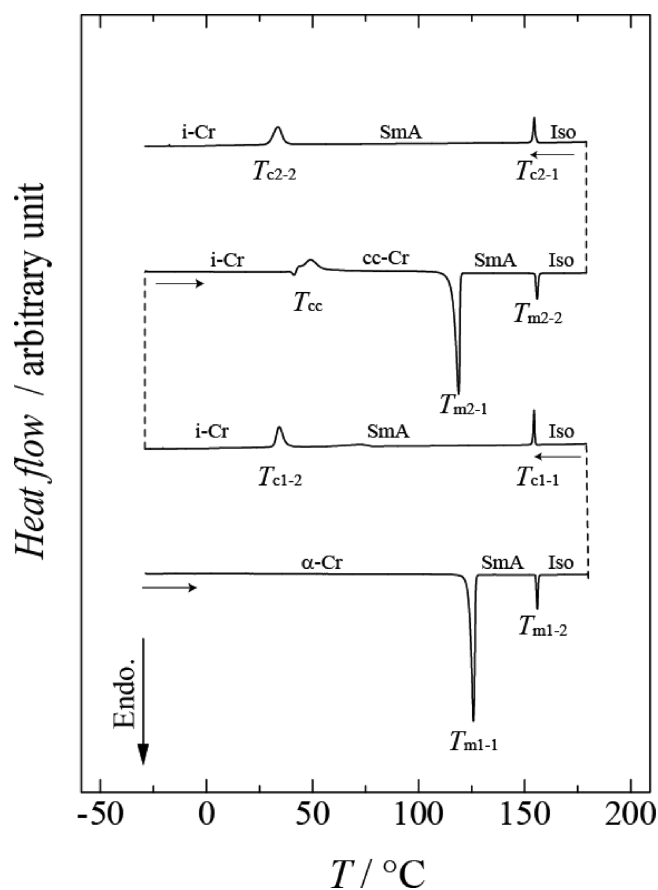 i-Cr SmA Iso
Tc2-2 Tc2-1
i-Cr cc-Cr SmA Iso
Tcc Tm2-2
Tm2-1
i-Cr SmA Iso
Tc1-2 Tc1-1
α-Cr SmA Iso
Tm1-2
Tm1-1
Endo.
Heat flow / arbitrary unit
-50 0 50 100 150 200
T / °C